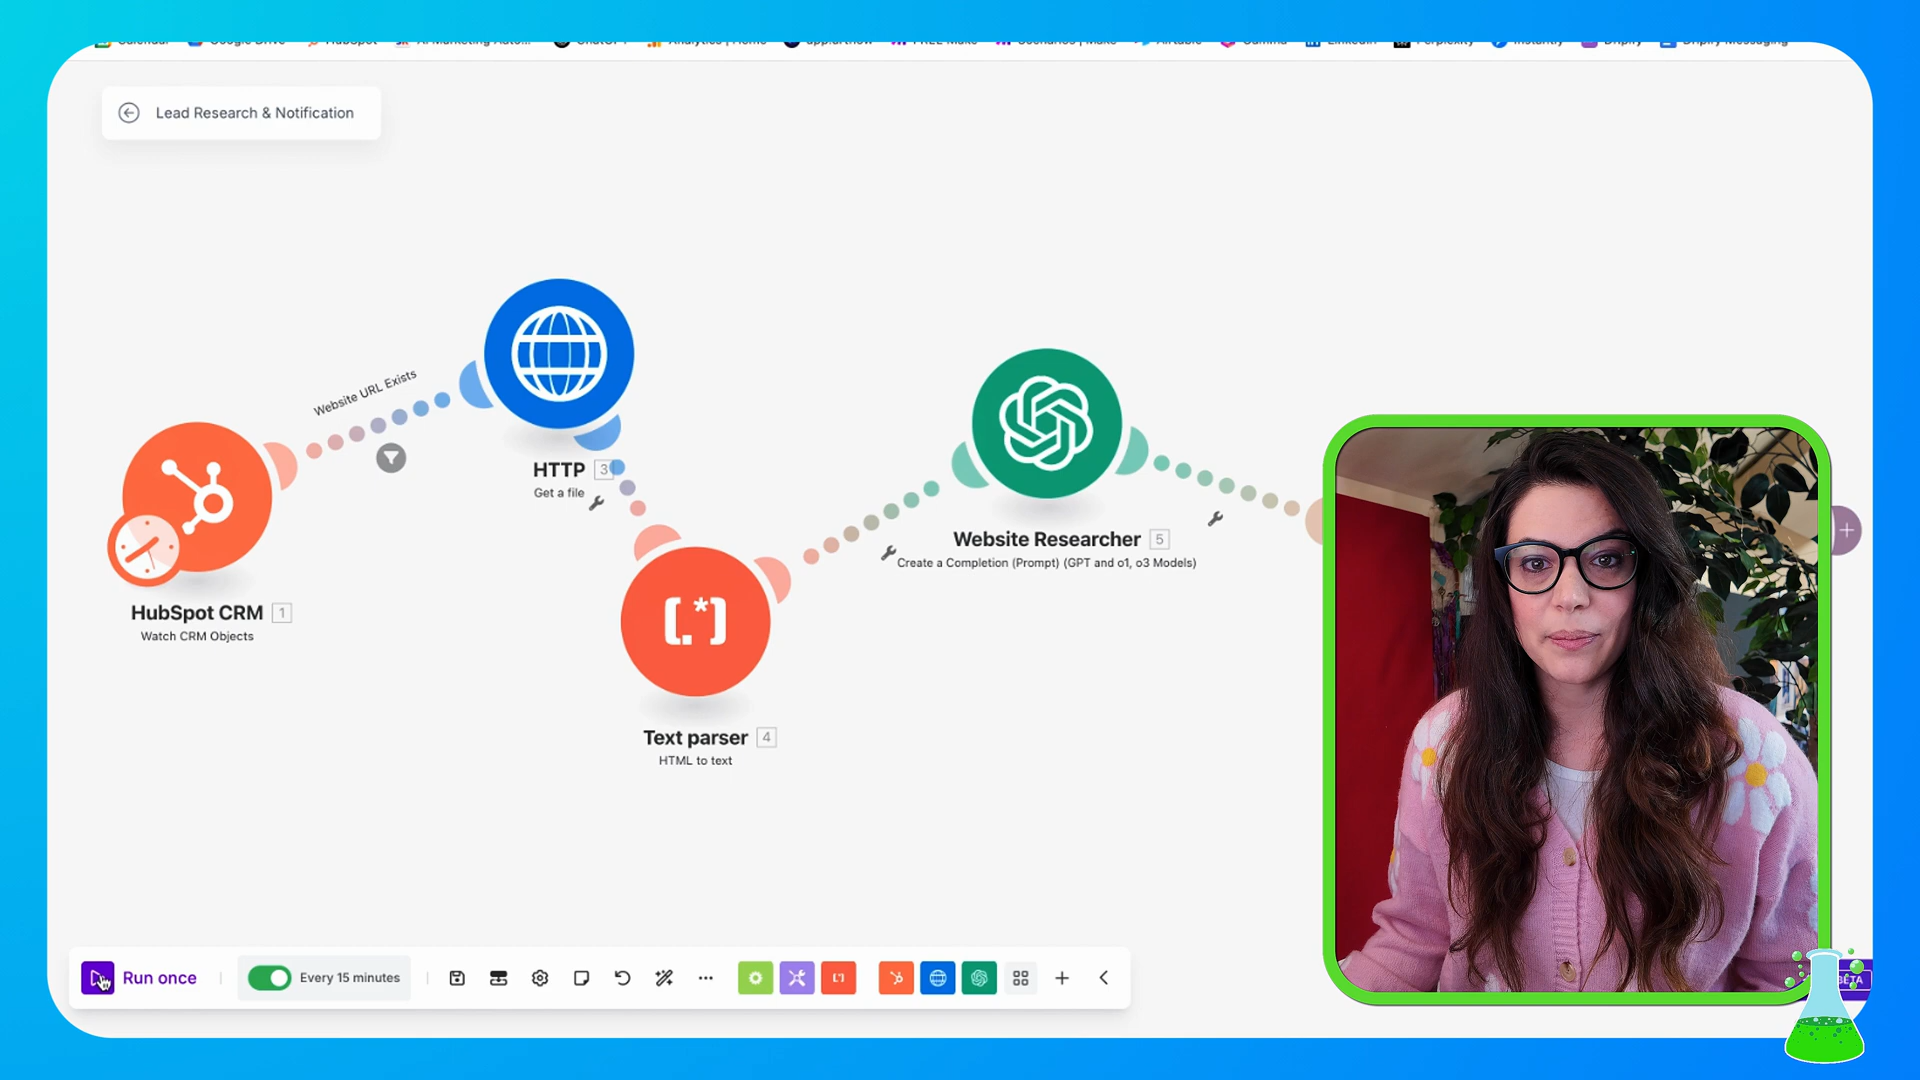 Lead Research & Notification
Website URL Exists
HTTP 3
Get a file
Website Researcher 5
Create a Completion (Prompt) (GPT and o1, o3 Models)
HubSpot CRM 1
Watch CRM Objects
Text parser 4
HTML to text
Run once
Every 15 minutes
BĒTA